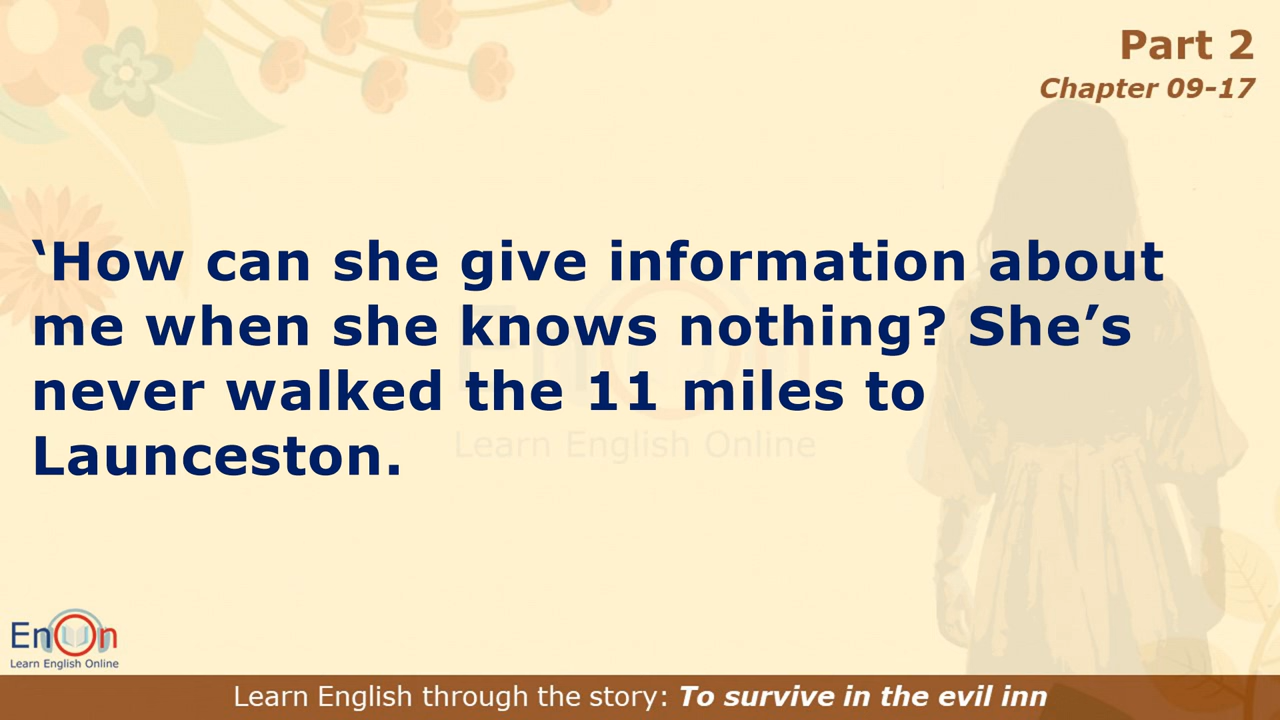 Part 2
Chapter 09-17
‘How can she give information about
me when she knows nothing? She’s
never walked the 11 miles to
Launceston.
EnOn
Learn English Online
EnOn
Learn English Online
Learn English through the story: To survive in the evil inn